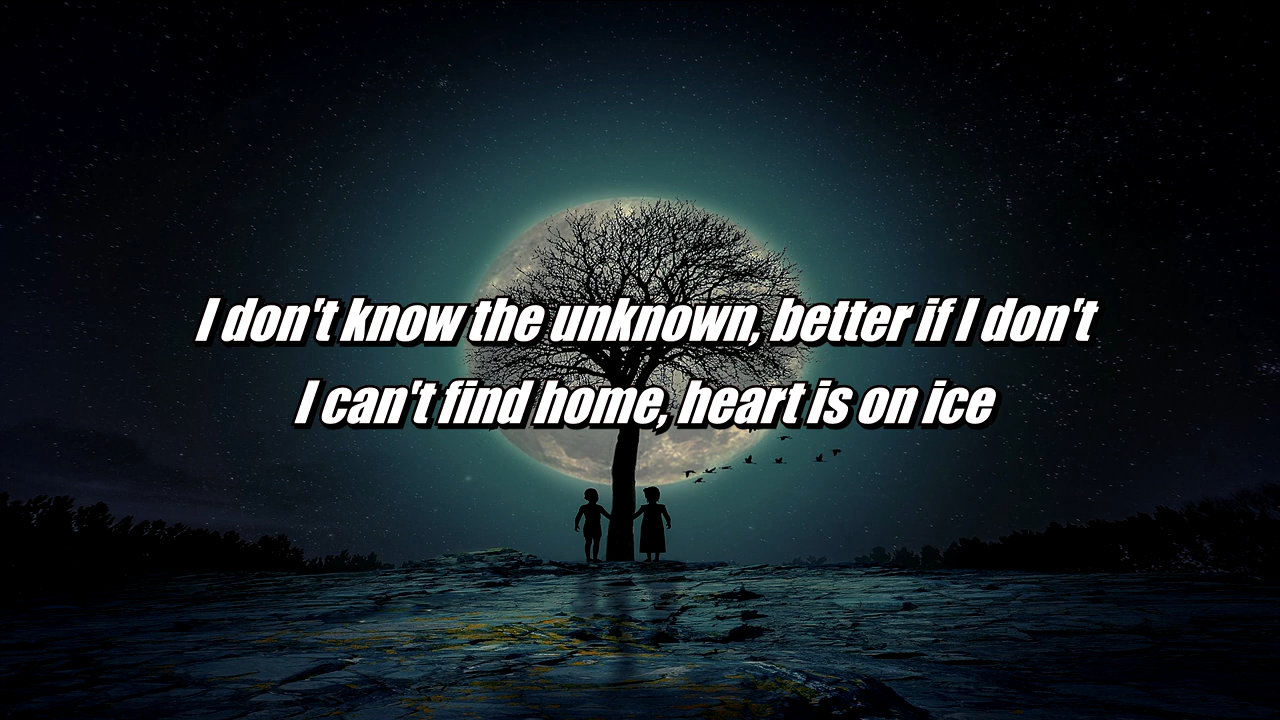 I don't know the unknown, better if I don't
I can't find home, heart is on ice